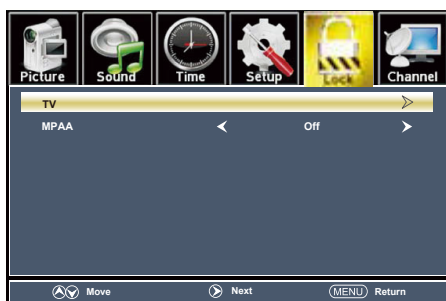 Picture Sound Time Setup Lock Channel
TV
MPAA Off
Move Next MENU Return